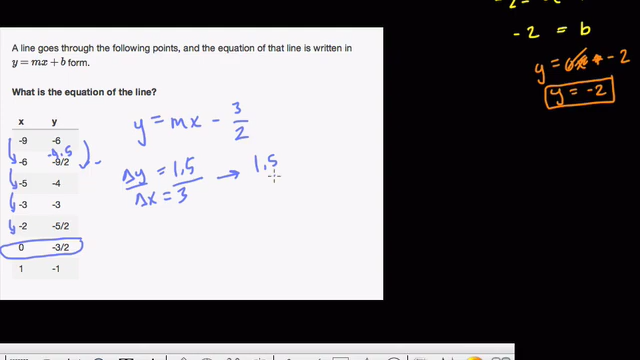 -2 = b
y = -2
y = -2
A line goes through the following points, and the equation of that line is written in
y = mx + b form.
What is the equation of the line?
x y
-9 -6
-4.5
-6 -9/2
-5 -4
-3 -3
-2 -5/2
0 -3/2
1 -1
y = mx - 3/2
Δy = 1.5
Δx = 3
→ 1.5